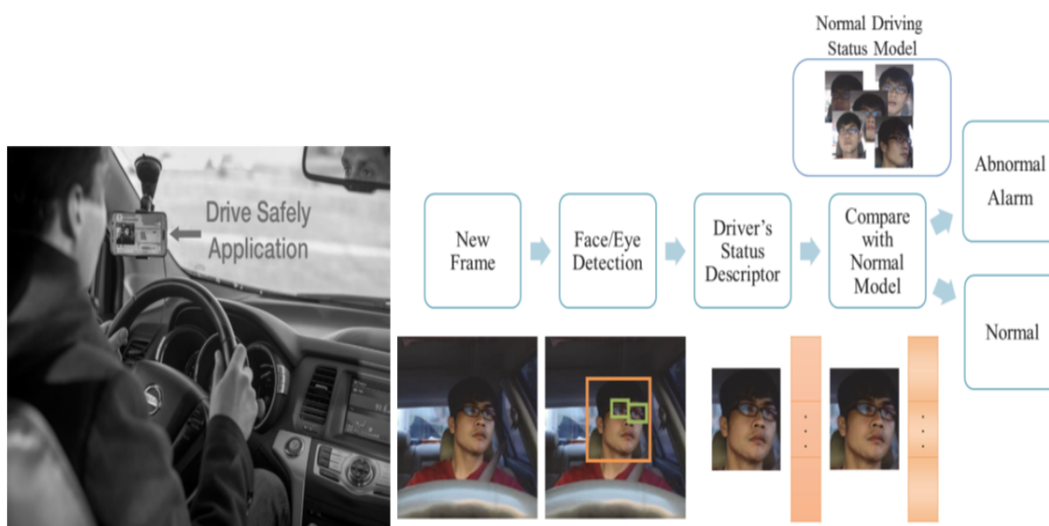 Drive Safely
Application
New
Frame
Face/Eye
Detection
Driver's
Status
Descriptor
Normal Driving
Status Model
Compare
with
Normal
Model
Abnormal
Alarm
Normal